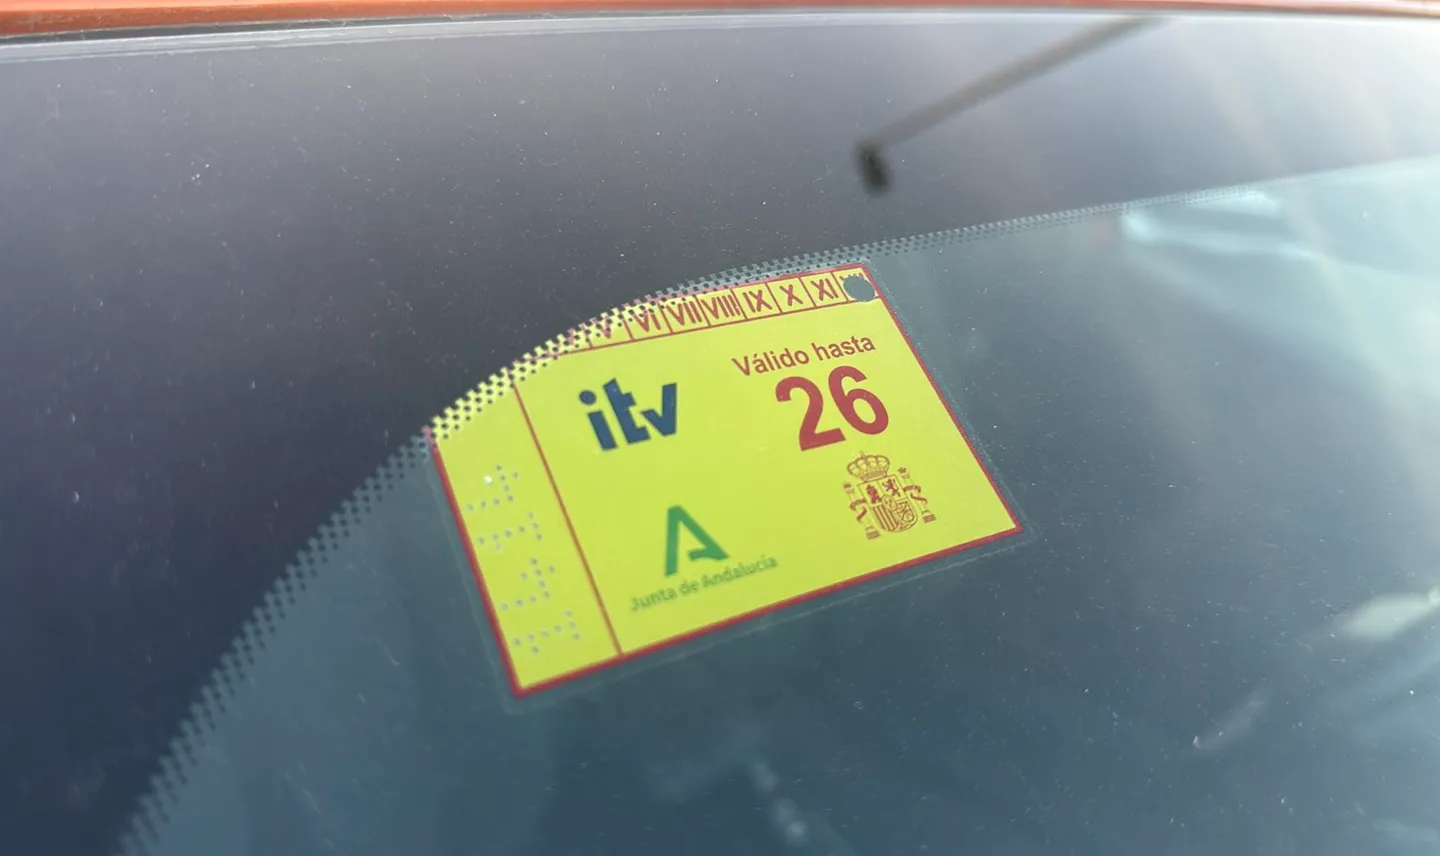 V VI VII VIII IX X XI
Válido hasta
itv
26
Junta de Andalucía